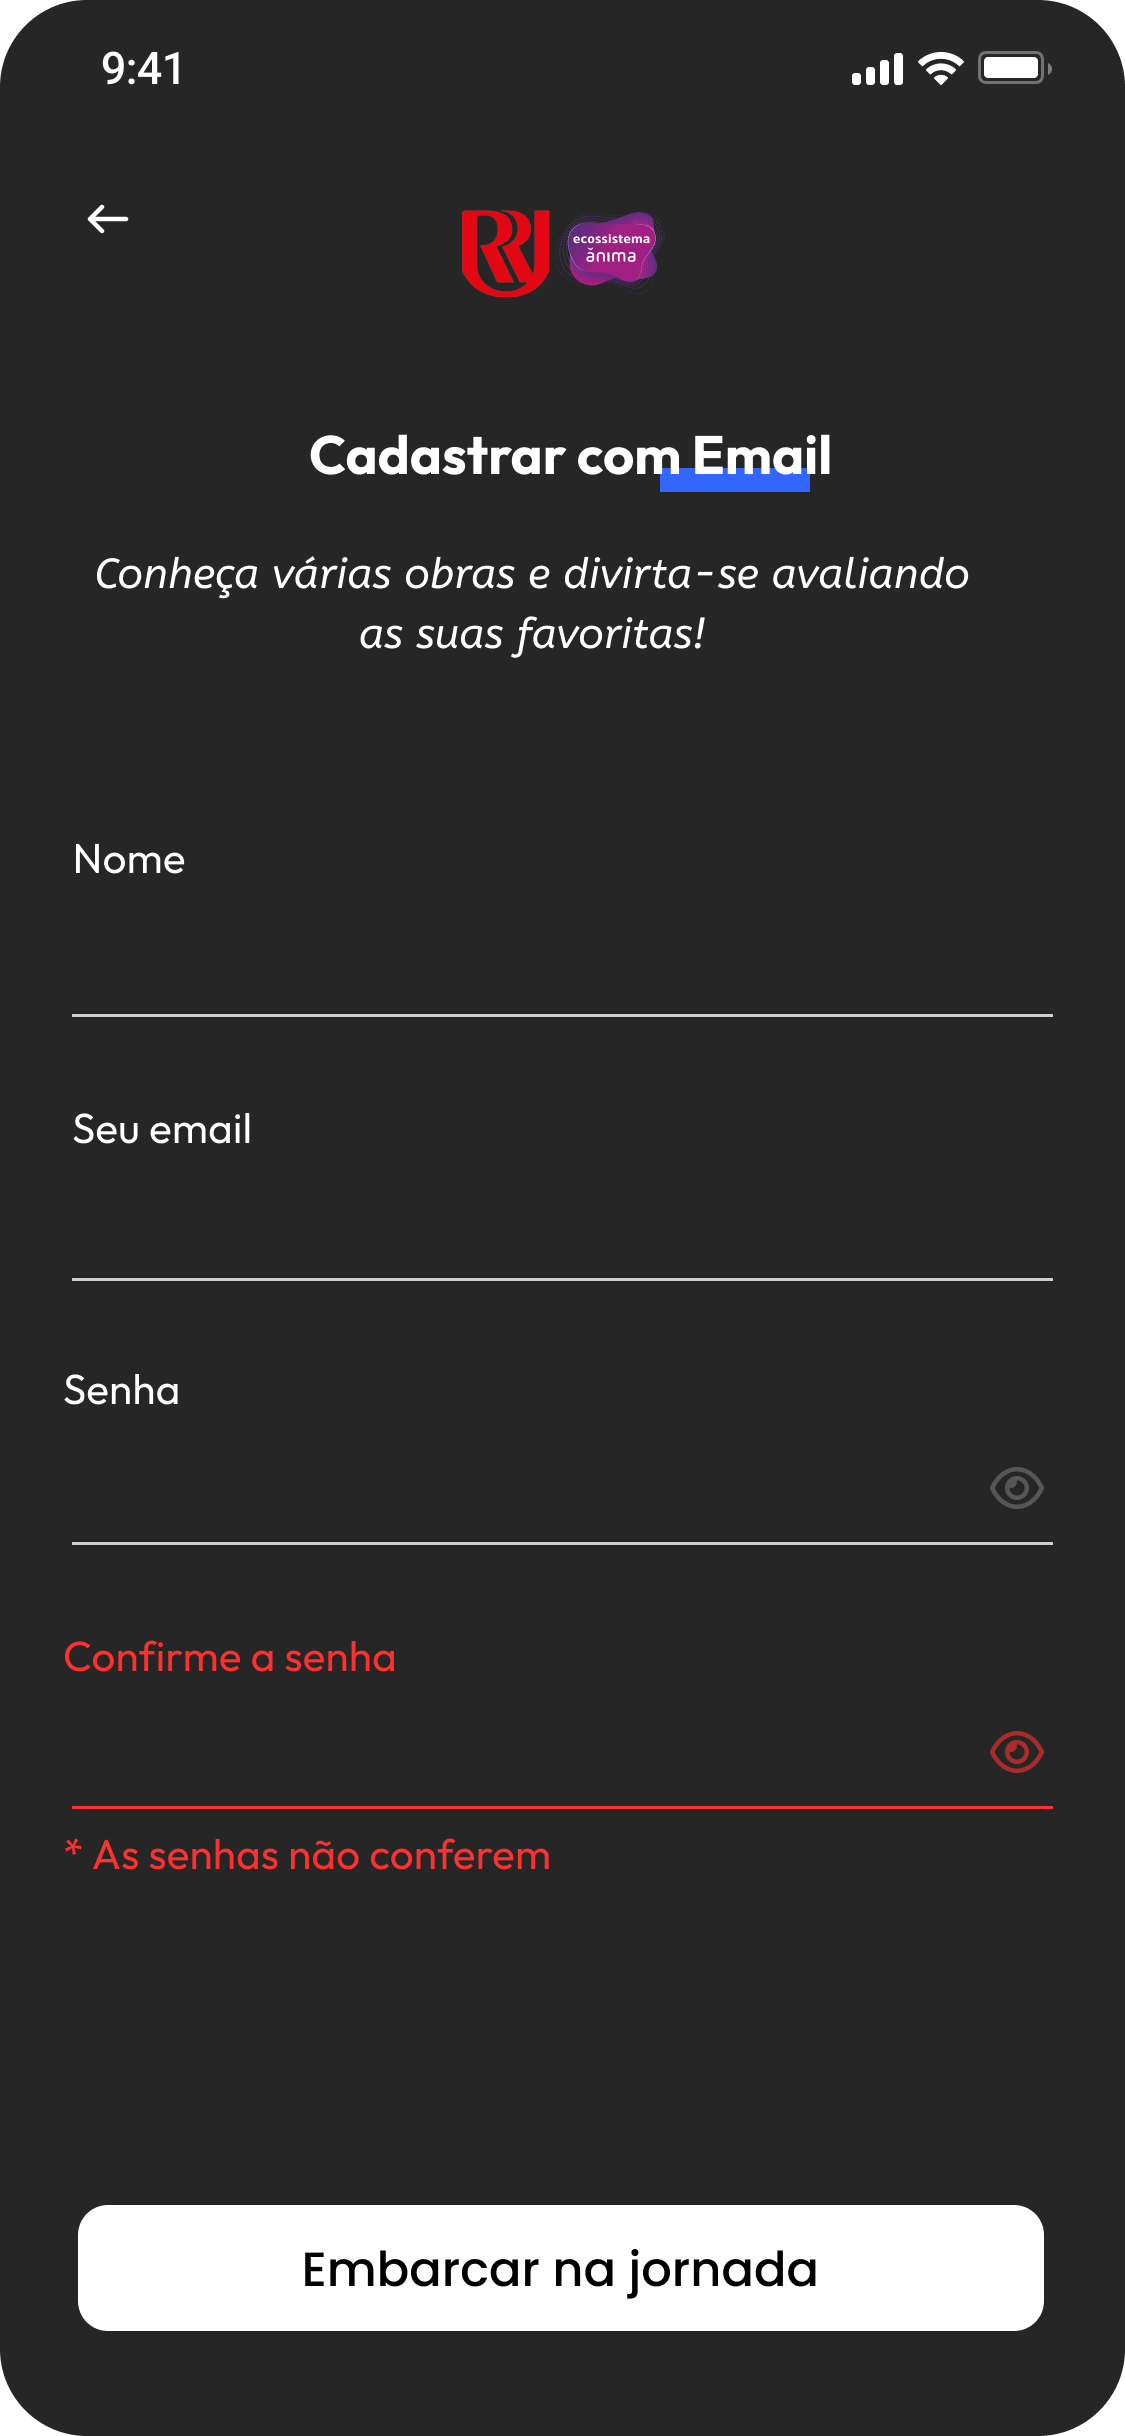 9:41
ecossistema
ănıma
Cadastrar com Email
Conheça várias obras e divirta-se avaliando
as suas favoritas!
Nome
Seu email
Senha
Confirme a senha
* As senhas não conferem
Embarcar na jornada